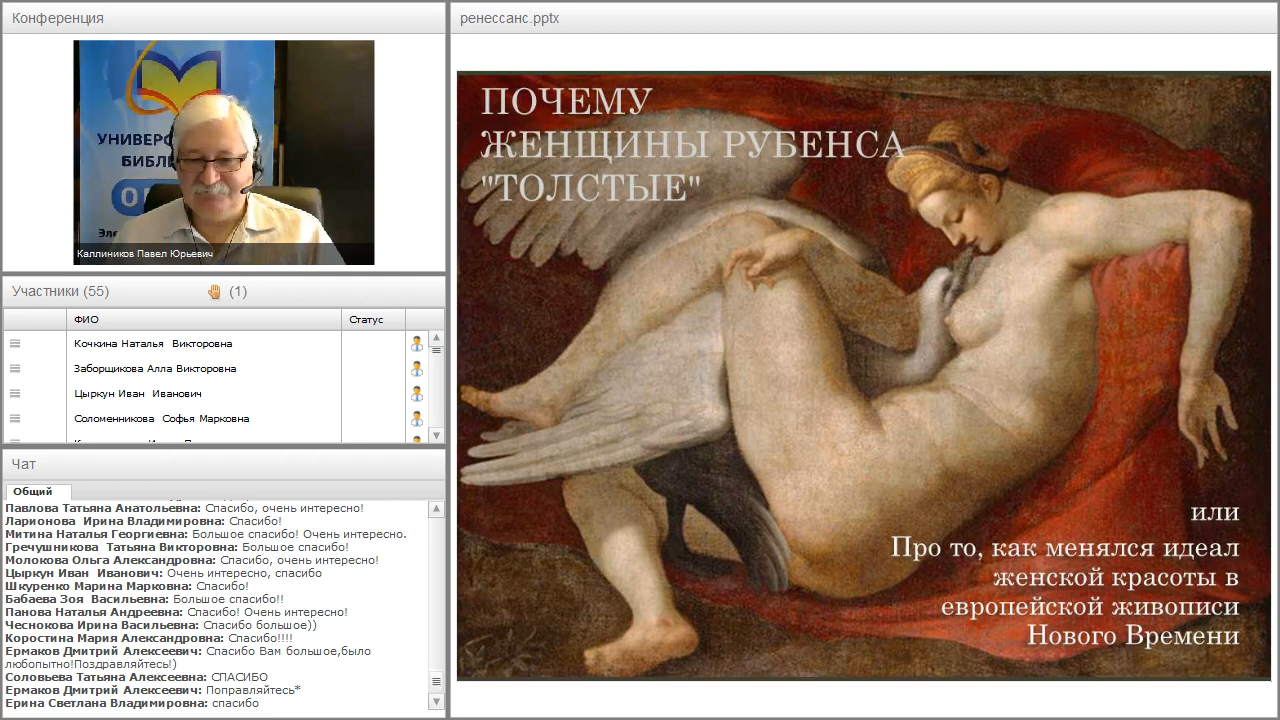 Конференция
УНИВЕРС
БИБЛ
Эле
Каллиников Павел Юрьевич
Участники (55)
(1)
ФИО
Статус
Кочкина Наталья Викторовна
Заборщикова Алла Викторовна
Цыркун Иван Иванович
Соломенникова Софья Марковна
Чат
Общий
Павлова Татьяна Анатольевна: Спасибо, очень интересно!
Ларионова Ирина Владимировна: Спасибо!
Митина Наталья Георгиевна: Большое спасибо! Очень интересно.
Гречушникова Татьяна Викторовна: Большое спасибо!
Молокова Ольга Александровна: Спасибо, очень интересно!
Цыркун Иван Иванович: Очень интересно, спасибо
Шкуренко Марина Марковна: Спасибо!
Бабаева Зоя Васильевна: Большое спасибо!!
Панова Наталья Андреевна: Спасибо! Очень интересно!
Чеснокова Ирина Васильевна: Спасибо большое))
Коростина Мария Александровна: Спасибо!!!!
Ермаков Дмитрий Алексеевич: Спасибо Вам большое,было
любопытно!Поздравляйтесь!)
Соловьева Татьяна Алексеевна: СПАСИБО
Ермаков Дмитрий Алексеевич: Поправляйтесь*
Ерина Светлана Владимировна: спасибо
ренессанс.pptx
ПОЧЕМУ
ЖЕНЩИНЫ РУБЕНСА
"ТОЛСТЫЕ"
или
Про то, как менялся идеал
женской красоты в
европейской живописи
Нового Времени